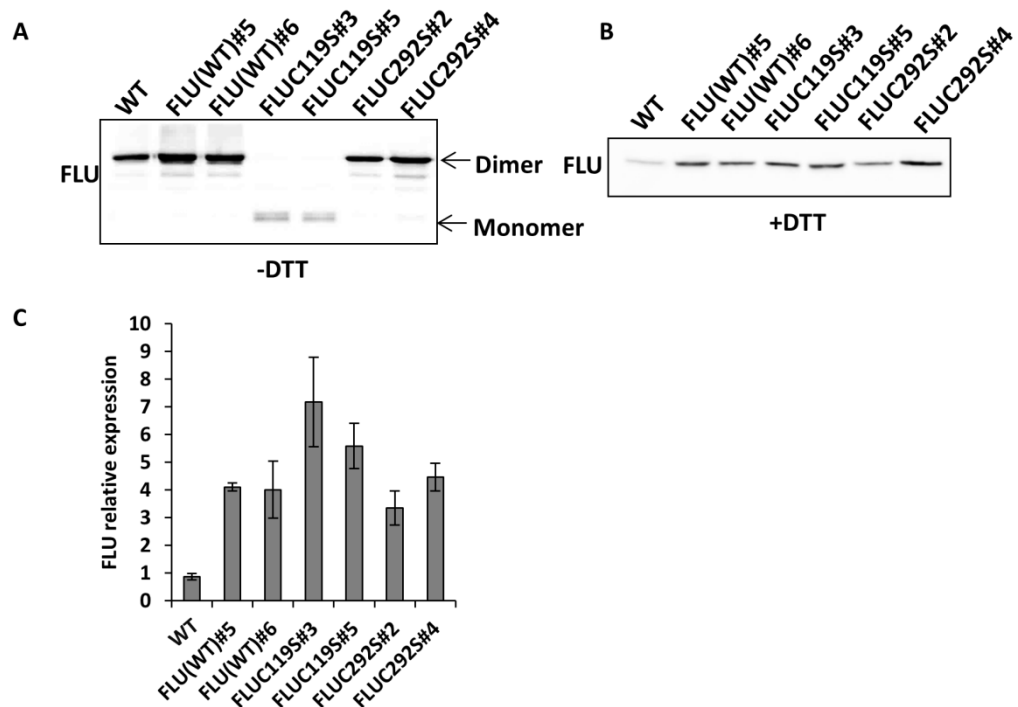 A
WT
FLU(WT)#5
FLU(WT)#6
FLUC119S#3
FLUC119S#5
FLUC292S#2
FLUC292S#4
FLU
Dimer
Monomer
-DTT
B
WT
FLU(WT)#5
FLU(WT)#6
FLUC119S#3
FLUC119S#5
FLUC292S#2
FLUC292S#4
FLU
+DTT
C
FLU relative expression
10
9
8
7
6
5
4
3
2
1
0
WT
FLU(WT)#5
FLU(WT)#6
FLUC119S#3
FLUC119S#5
FLUC292S#2
FLUC292S#4